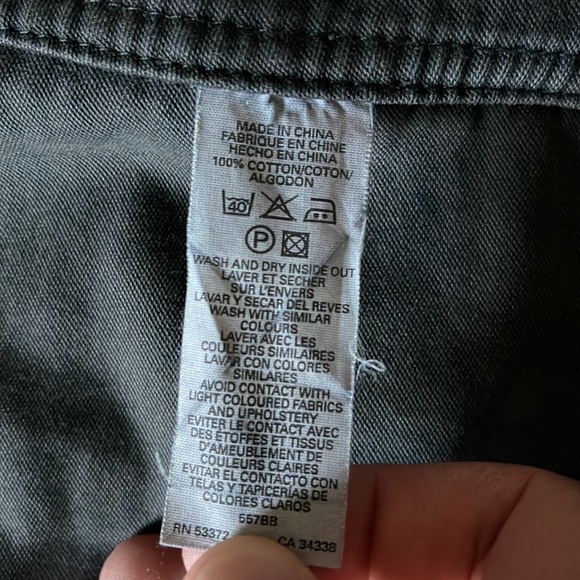 MADE IN CHINA
FABRIQUE EN CHINE
HECHO EN CHINA
100% COTTON/COTON/
ALGODON
40
P
WASH AND DRY INSIDE OUT
LAVER ET SECHER
SUR L'ENVERS
LAVAR Y SECAR DEL REVES
WASH WITH SIMILAR
COLOURS
LAVER AVEC LES
COULEURS SIMILAIRES
LAVAR CON COLORES
SIMILARES
AVOID CONTACT WITH
LIGHT COLOURED FABRICS
AND UPHOLSTERY
EVITER LE CONTACT AVEC
DES ÉTOFFES ET TISSUS
D'AMEUBLEMENT DE
COULEURS CLAIRES
EVITAR EL CONTACTO CON
TELAS Y TAPICERÍAS DE
COLORES CLAROS
557BB
RN 53372 CA 34338